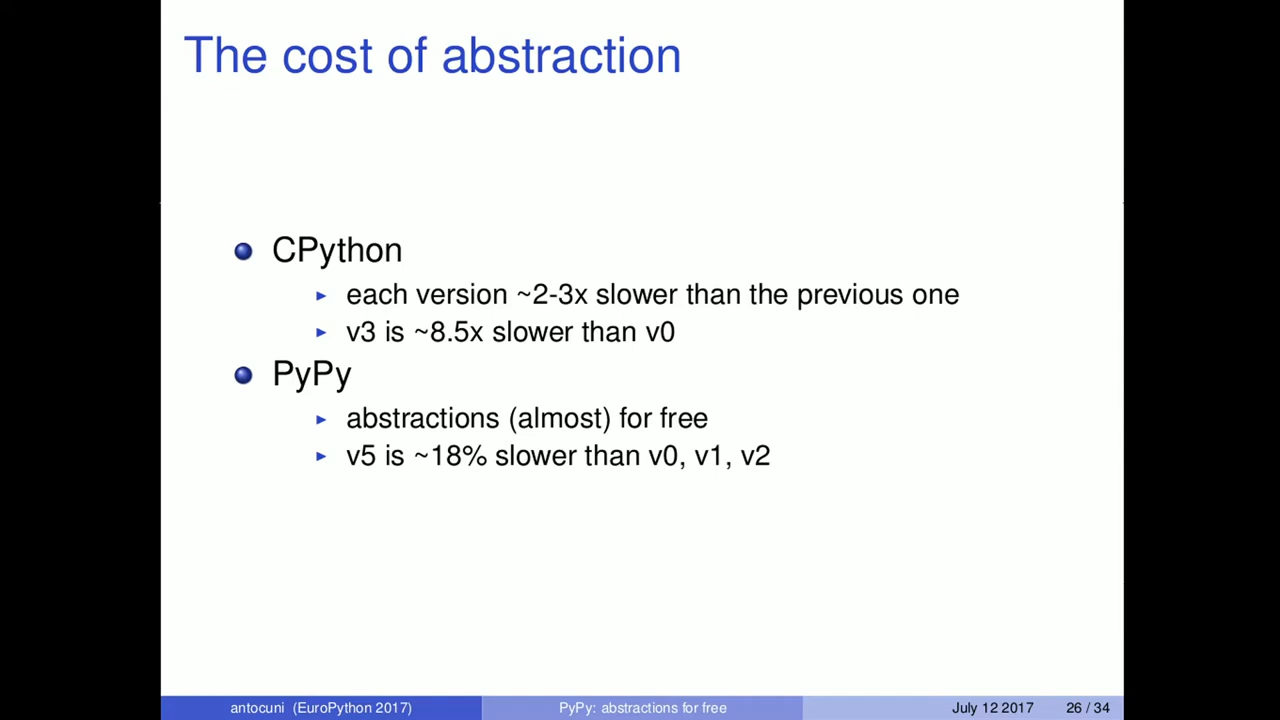 The cost of abstraction
CPython
each version ~2-3x slower than the previous one
v3 is ~8.5x slower than v0
PyPy
abstractions (almost) for free
v5 is ~18% slower than v0, v1, v2
antocuni (EuroPython 2017) PyPy: abstractions for free July 12 2017 26 / 34